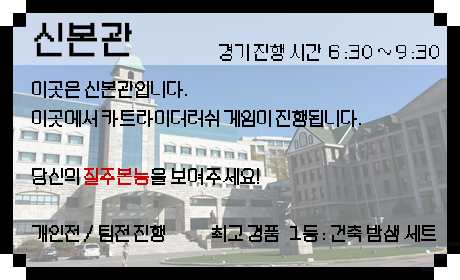 신본관
경기 진행 시간 6:30~9:30
이곳은 신본관입니다.
이곳에서 카트라이더러쉬 게임이 진행됩니다.
당신의 질주본능을 보여주세요!
개인전 / 팀전 진행 최고 경품 1등 : 건축 밤샘 세트